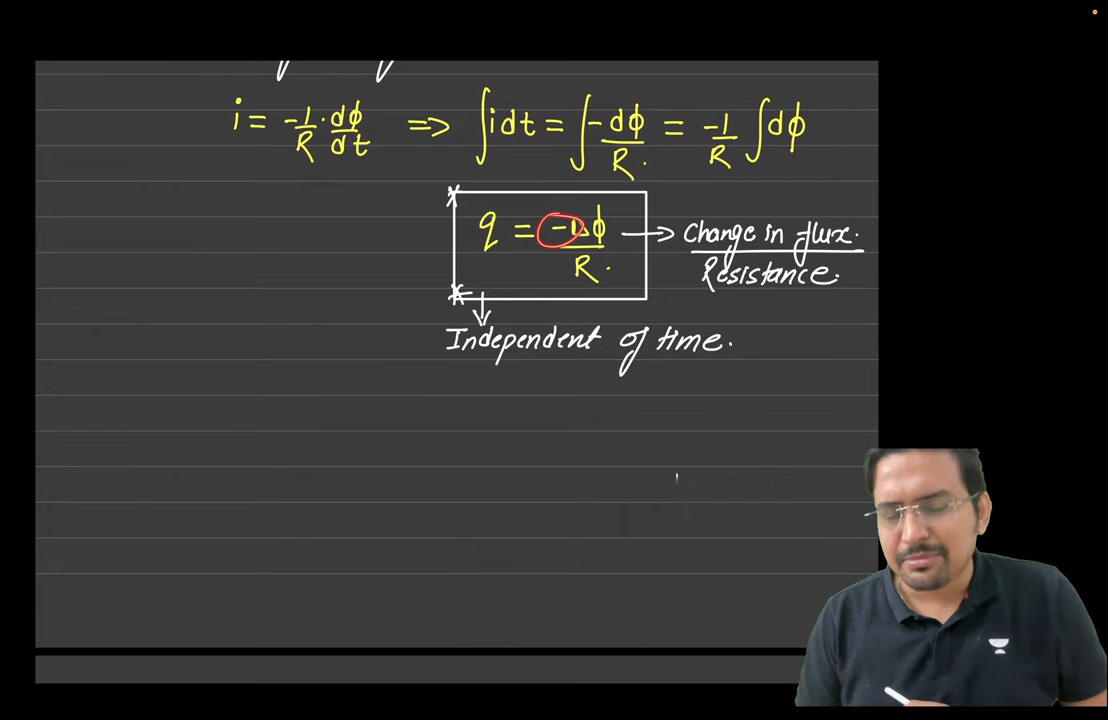 i = -1/R · dϕ/dt => ∫idt = ∫-dϕ/R. = -1/R ∫dϕ
q = -Δϕ/R. → Change in flux. / Resistance.
Independent of time.